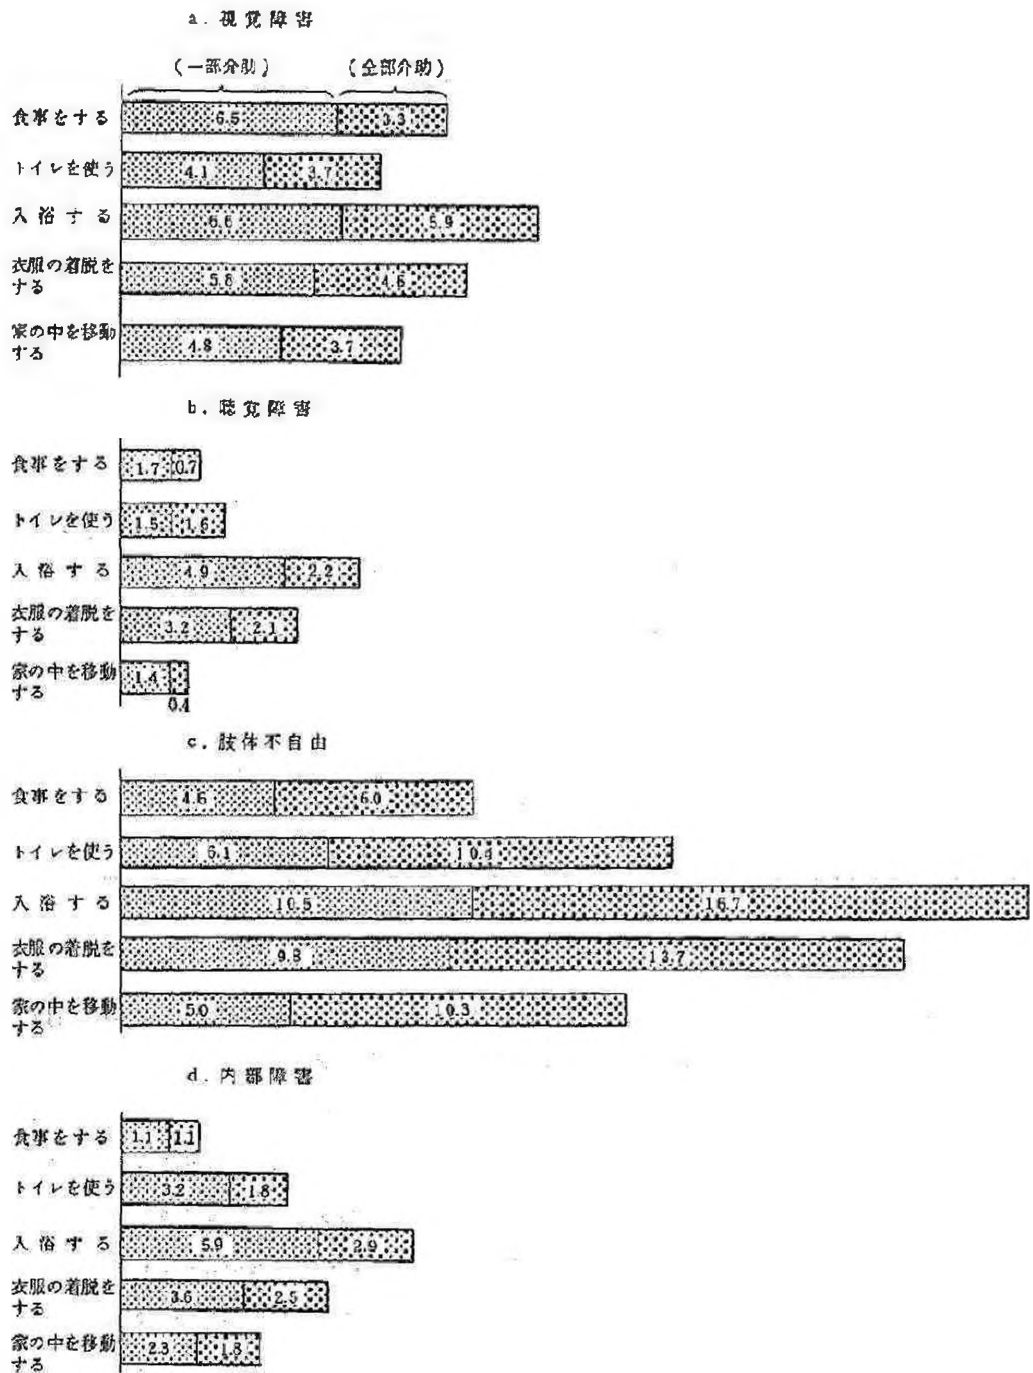 a．視覚障害
（一部介助）　（全部介助）
食事をする 6.5 3.3
トイレを使う 4.1 3.7
入浴する 6.6 5.9
衣服の着脱を
する 5.8 4.6
家の中を移動
する 4.8 3.7
b．聴覚障害
食事をする 1.7 0.7
トイレを使う 1.5 1.6
入浴する 4.9 2.2
衣服の着脱を
する 3.2 2.1
家の中を移動
する 1.4 0.4
c．肢体不自由
食事をする 4.6 6.0
トイレを使う 6.1 10.4
入浴する 10.5 16.7
衣服の着脱を
する 9.8 13.7
家の中を移動
する 5.0 10.3
d．内部障害
食事をする 1.1 1.1
トイレを使う 3.2 1.8
入浴する 5.9 2.9
衣服の着脱を
する 3.6 2.5
家の中を移動
する 2.3 1.8